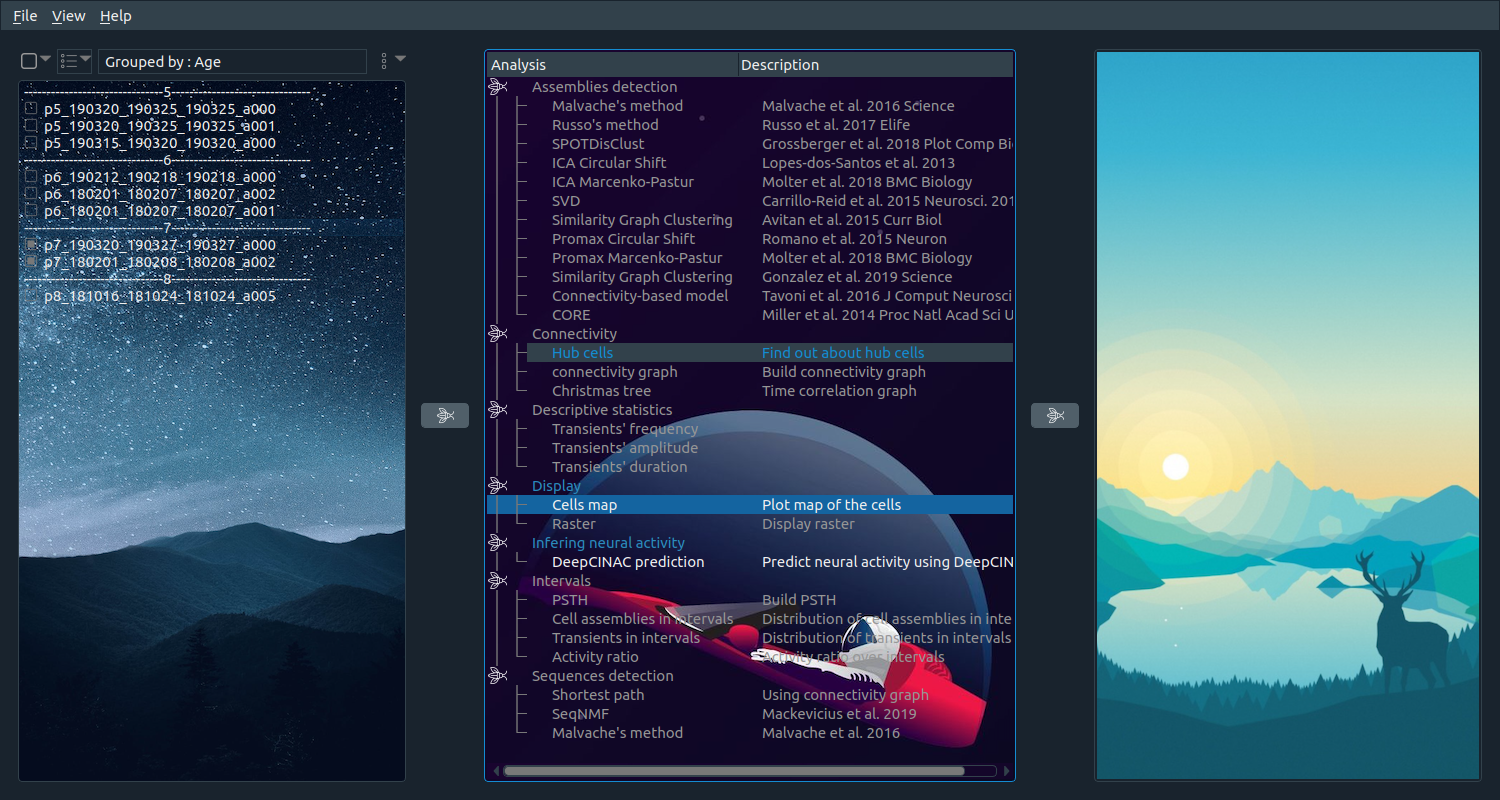 File View Help
Grouped by : Age
-----------------------------5-----------------------------
p5_190320_190325_190325_a000
p5_190320_190325_190325_a001
p5_190315_190320_190320_a000
-----------------------------6-----------------------------
p6_190212_190218_190218_a000
p6_180201_180207_180207_a002
p6_180201_180207_180207_a001
-----------------------------7-----------------------------
p7_190320_190327_190327_a000
p7_180201_180208_180208_a002
-----------------------------8-----------------------------
p8_181016_181024_181024_a005
Analysis Description
Assemblies detection
Malvache's method Malvache et al. 2016 Science
Russo's method Russo et al. 2017 Elife
SPOTDisClust Grossberger et al. 2018 Plot Comp Bi
ICA Circular Shift Lopes-dos-Santos et al. 2013
ICA Marcenko-Pastur Molter et al. 2018 BMC Biology
SVD Carrillo-Reid et al. 2015 Neurosci. 201
Similarity Graph Clustering Avitan et al. 2015 Curr Biol
Promax Circular Shift Romano et al. 2015 Neuron
Promax Marcenko-Pastur Molter et al. 2018 BMC Biology
Similarity Graph Clustering Gonzalez et al. 2019 Science
Connectivity-based model Tavoni et al. 2016 J Comput Neurosci
CORE Miller et al. 2014 Proc Natl Acad Sci U
Connectivity
Hub cells Find out about hub cells
connectivity graph Build connectivity graph
Christmas tree Time correlation graph
Descriptive statistics
Transients' frequency
Transients' amplitude
Transients' duration
Display
Cells map Plot map of the cells
Raster Display raster
Infering neural activity
DeepCINAC prediction Predict neural activity using DeepCIN
Intervals
PSTH Build PSTH
Cell assemblies in intervals Distribution of cell assemblies in inte
Transients in intervals Distribution of transients in intervals
Activity ratio Activity ratio over intervals
Sequences detection
Shortest path Using connectivity graph
SeqNMF Mackevicius et al. 2019
Malvache's method Malvache et al. 2016